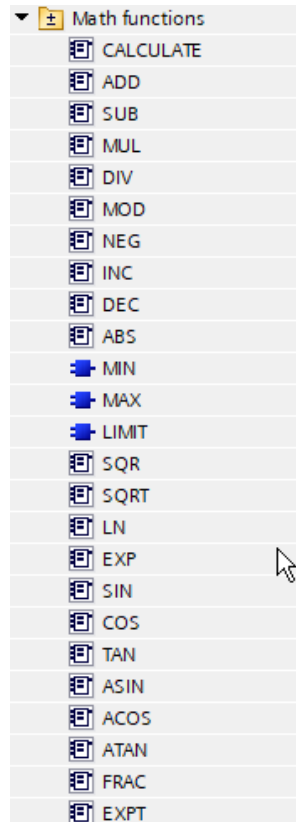 Math functions
CALCULATE
ADD
SUB
MUL
DIV
MOD
NEG
INC
DEC
ABS
MIN
MAX
LIMIT
SQR
SQRT
LN
EXP
SIN
COS
TAN
ASIN
ACOS
ATAN
FRAC
EXPT